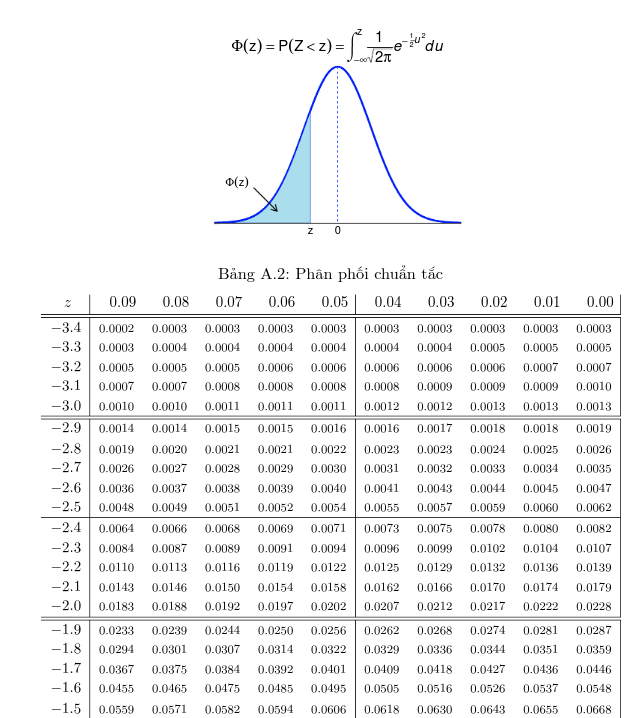 Φ(z) = P(Z < z) = ∫_{−∞}^{z} \frac{1}{\sqrt{2π}} e^{−\frac{1}{2}u²} du
Φ(z)
z 0
Bảng A.2: Phân phối chuẩn tắc
z 0.09 0.08 0.07 0.06 0.05 0.04 0.03 0.02 0.01 0.00
−3.4 0.0002 0.0003 0.0003 0.0003 0.0003 0.0003 0.0003 0.0003 0.0003 0.0003
−3.3 0.0003 0.0004 0.0004 0.0004 0.0004 0.0004 0.0004 0.0005 0.0005 0.0005
−3.2 0.0005 0.0005 0.0005 0.0006 0.0006 0.0006 0.0006 0.0006 0.0007 0.0007
−3.1 0.0007 0.0007 0.0008 0.0008 0.0008 0.0008 0.0009 0.0009 0.0009 0.0010
−3.0 0.0010 0.0010 0.0011 0.0011 0.0011 0.0012 0.0012 0.0013 0.0013 0.0013
−2.9 0.0014 0.0014 0.0015 0.0015 0.0016 0.0016 0.0017 0.0018 0.0018 0.0019
−2.8 0.0019 0.0020 0.0021 0.0021 0.0022 0.0023 0.0023 0.0024 0.0025 0.0026
−2.7 0.0026 0.0027 0.0028 0.0029 0.0030 0.0031 0.0032 0.0033 0.0034 0.0035
−2.6 0.0036 0.0037 0.0038 0.0039 0.0040 0.0041 0.0043 0.0044 0.0045 0.0047
−2.5 0.0048 0.0049 0.0051 0.0052 0.0054 0.0055 0.0057 0.0059 0.0060 0.0062
−2.4 0.0064 0.0066 0.0068 0.0069 0.0071 0.0073 0.0075 0.0078 0.0080 0.0082
−2.3 0.0084 0.0087 0.0089 0.0091 0.0094 0.0096 0.0099 0.0102 0.0104 0.0107
−2.2 0.0110 0.0113 0.0116 0.0119 0.0122 0.0125 0.0129 0.0132 0.0136 0.0139
−2.1 0.0143 0.0146 0.0150 0.0154 0.0158 0.0162 0.0166 0.0170 0.0174 0.0179
−2.0 0.0183 0.0188 0.0192 0.0197 0.0202 0.0207 0.0212 0.0217 0.0222 0.0228
−1.9 0.0233 0.0239 0.0244 0.0250 0.0256 0.0262 0.0268 0.0274 0.0281 0.0287
−1.8 0.0294 0.0301 0.0307 0.0314 0.0322 0.0329 0.0336 0.0344 0.0351 0.0359
−1.7 0.0367 0.0375 0.0384 0.0392 0.0401 0.0409 0.0418 0.0427 0.0436 0.0446
−1.6 0.0455 0.0465 0.0475 0.0485 0.0495 0.0505 0.0516 0.0526 0.0537 0.0548
−1.5 0.0559 0.0571 0.0582 0.0594 0.0606 0.0618 0.0630 0.0643 0.0655 0.0668